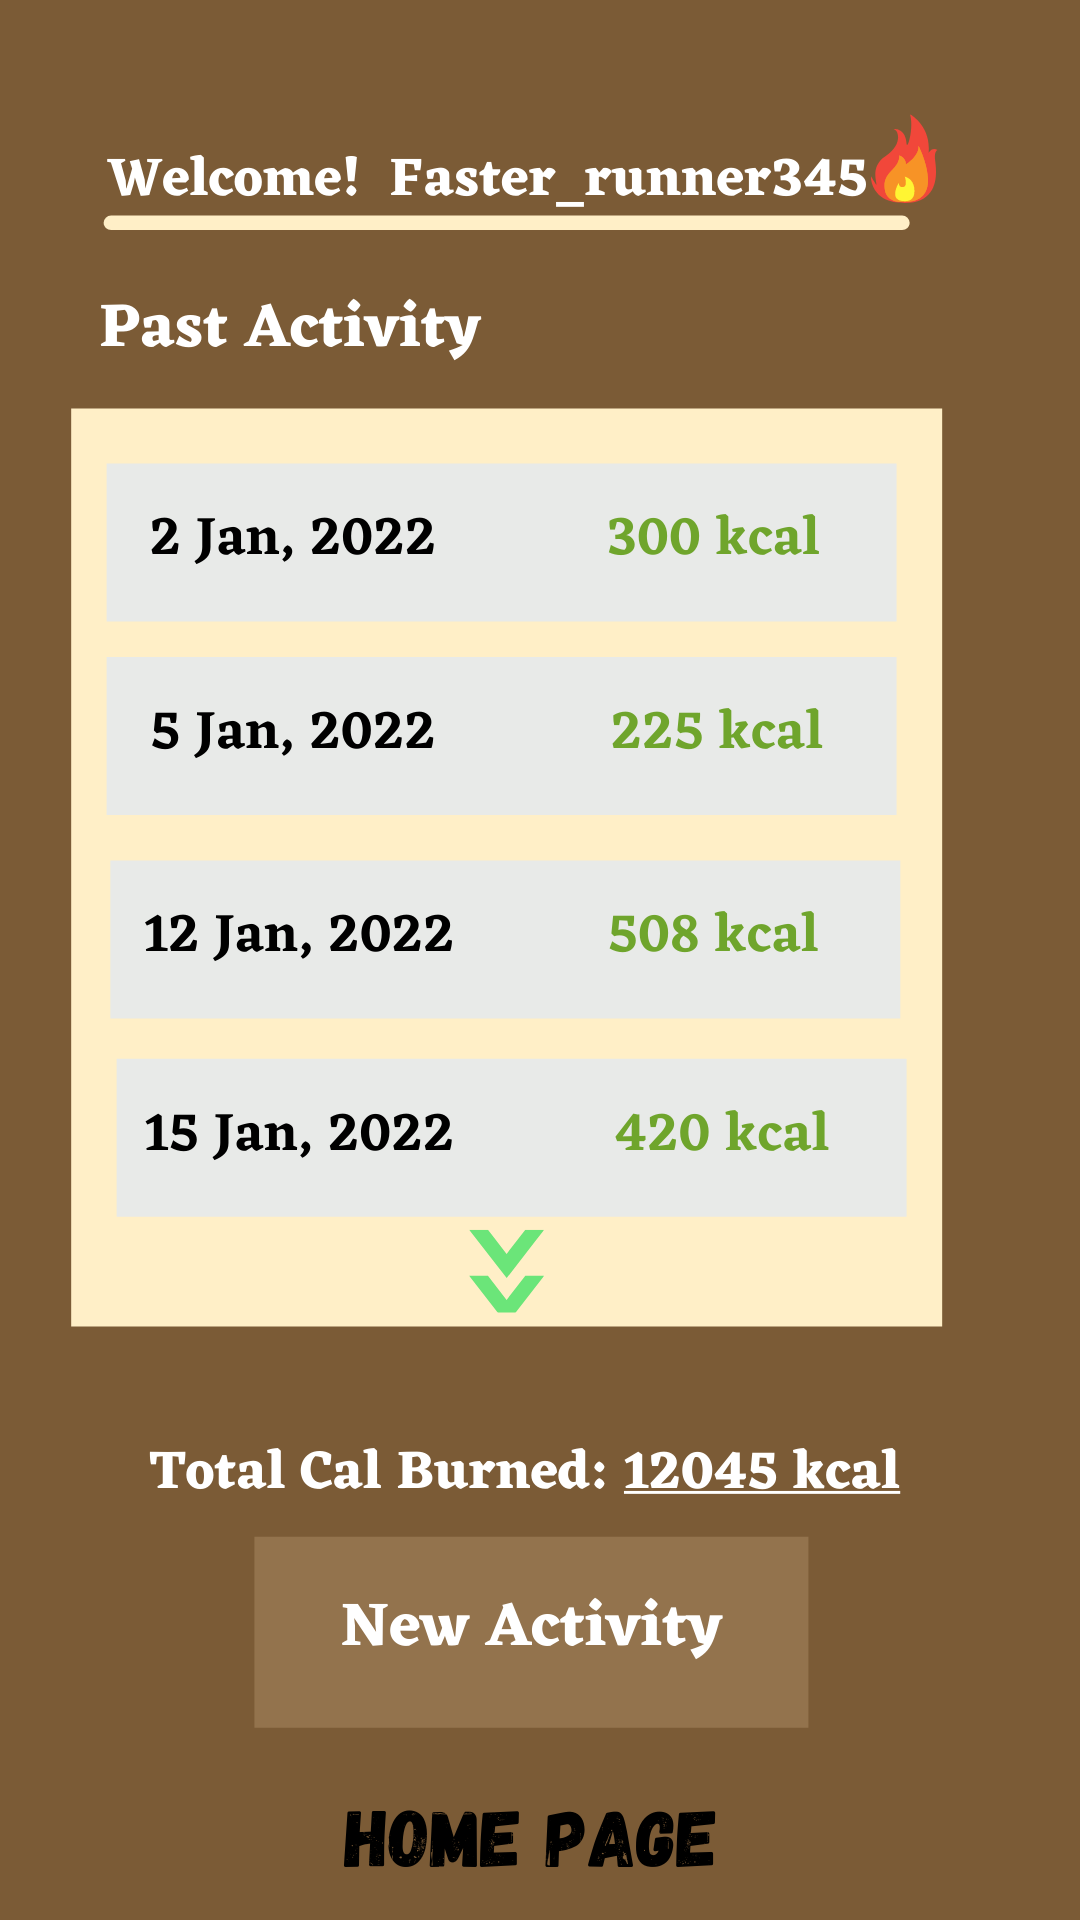 Welcome!  Faster_runner345
Past Activity
2 Jan, 2022 300 kcal
5 Jan, 2022 225 kcal
12 Jan, 2022 508 kcal
15 Jan, 2022 420 kcal
Total Cal Burned: 12045 kcal
New Activity
HOME PAGE